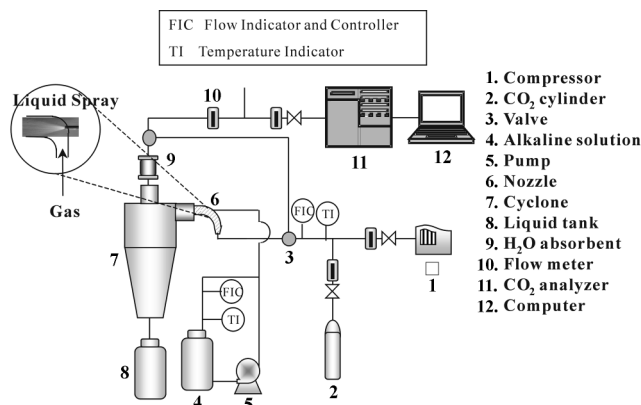 FIC Flow Indicator and Controller
TI Temperature Indicator
Liquid Spray
Gas
10
9
6
7
8
4
5
FIC
TI
3
FIC
TI
2
1
11
12
1. Compressor
2. CO₂ cylinder
3. Valve
4. Alkaline solution
5. Pump
6. Nozzle
7. Cyclone
8. Liquid tank
9. H₂O absorbent
10. Flow meter
11. CO₂ analyzer
12. Computer